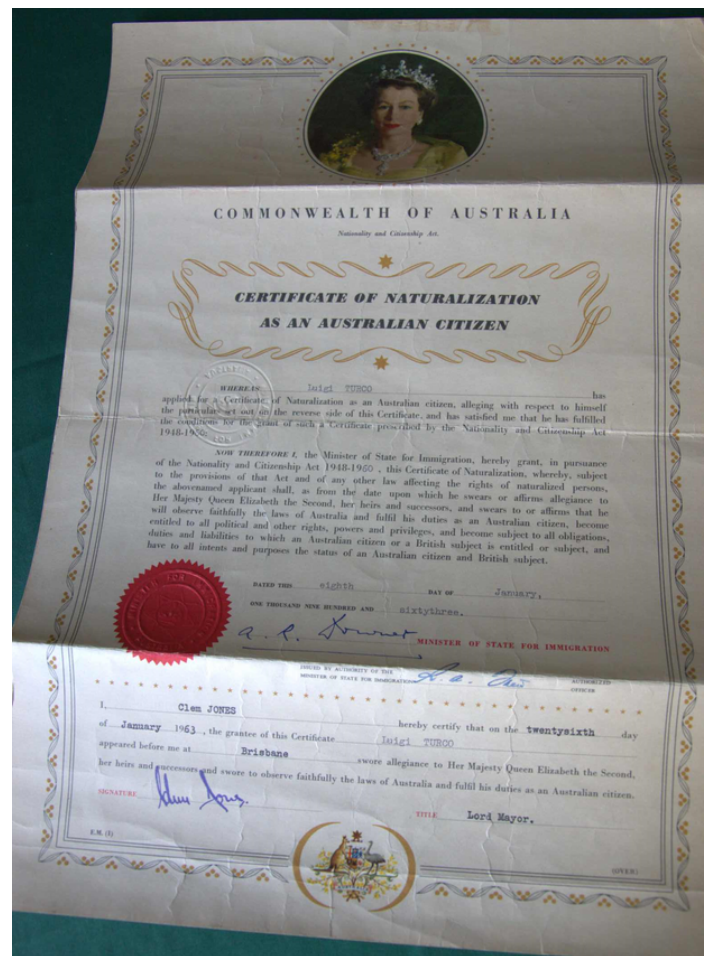 COMMONWEALTH OF AUSTRALIA
Nationality and Citizenship Act.
CERTIFICATE OF NATURALIZATION
AS AN AUSTRALIAN CITIZEN
WHEREAS Luigi TURCO has
applied for a Certificate of Naturalization as an Australian citizen, alleging with respect to himself
the particulars set out on the reverse side of this Certificate, and has satisfied me that he has fulfilled
the conditions for the grant of such a Certificate prescribed by the Nationality and Citizenship Act
1948-1960:
NOW THEREFORE I, the Minister of State for Immigration, hereby grant, in pursuance
of the Nationality and Citizenship Act 1948-1960 , this Certificate of Naturalization, whereby, subject
to the provisions of that Act and of any other law affecting the rights of naturalized persons,
the abovenamed applicant shall, as from the date upon which he swears or affirms allegiance to
Her Majesty Queen Elizabeth the Second, her heirs and successors, and swears to or affirms that he
will observe faithfully the laws of Australia and fulfil his duties as an Australian citizen, become
entitled to all political and other rights, powers and privileges, and become subject to all obligations,
duties and liabilities to which an Australian citizen or a British subject is entitled or subject, and
have to all intents and purposes the status of an Australian citizen and British subject.
DATED THIS eighth DAY OF January,
ONE THOUSAND NINE HUNDRED AND sixtythree.
A. R. Downer MINISTER OF STATE FOR IMMIGRATION
ISSUED BY AUTHORITY OF THE
MINISTER OF STATE FOR IMMIGRATION AUTHORIZED
OFFICER
I, Clem JONES hereby certify that on the twentysixth day
of January 1963 , the grantee of this Certificate Luigi TURCO
appeared before me at Brisbane swore allegiance to Her Majesty Queen Elizabeth the Second,
her heirs and successors and swore to observe faithfully the laws of Australia and fulfil his duties as an Australian citizen.
SIGNATURE Clem Jones. TITLE Lord Mayor.